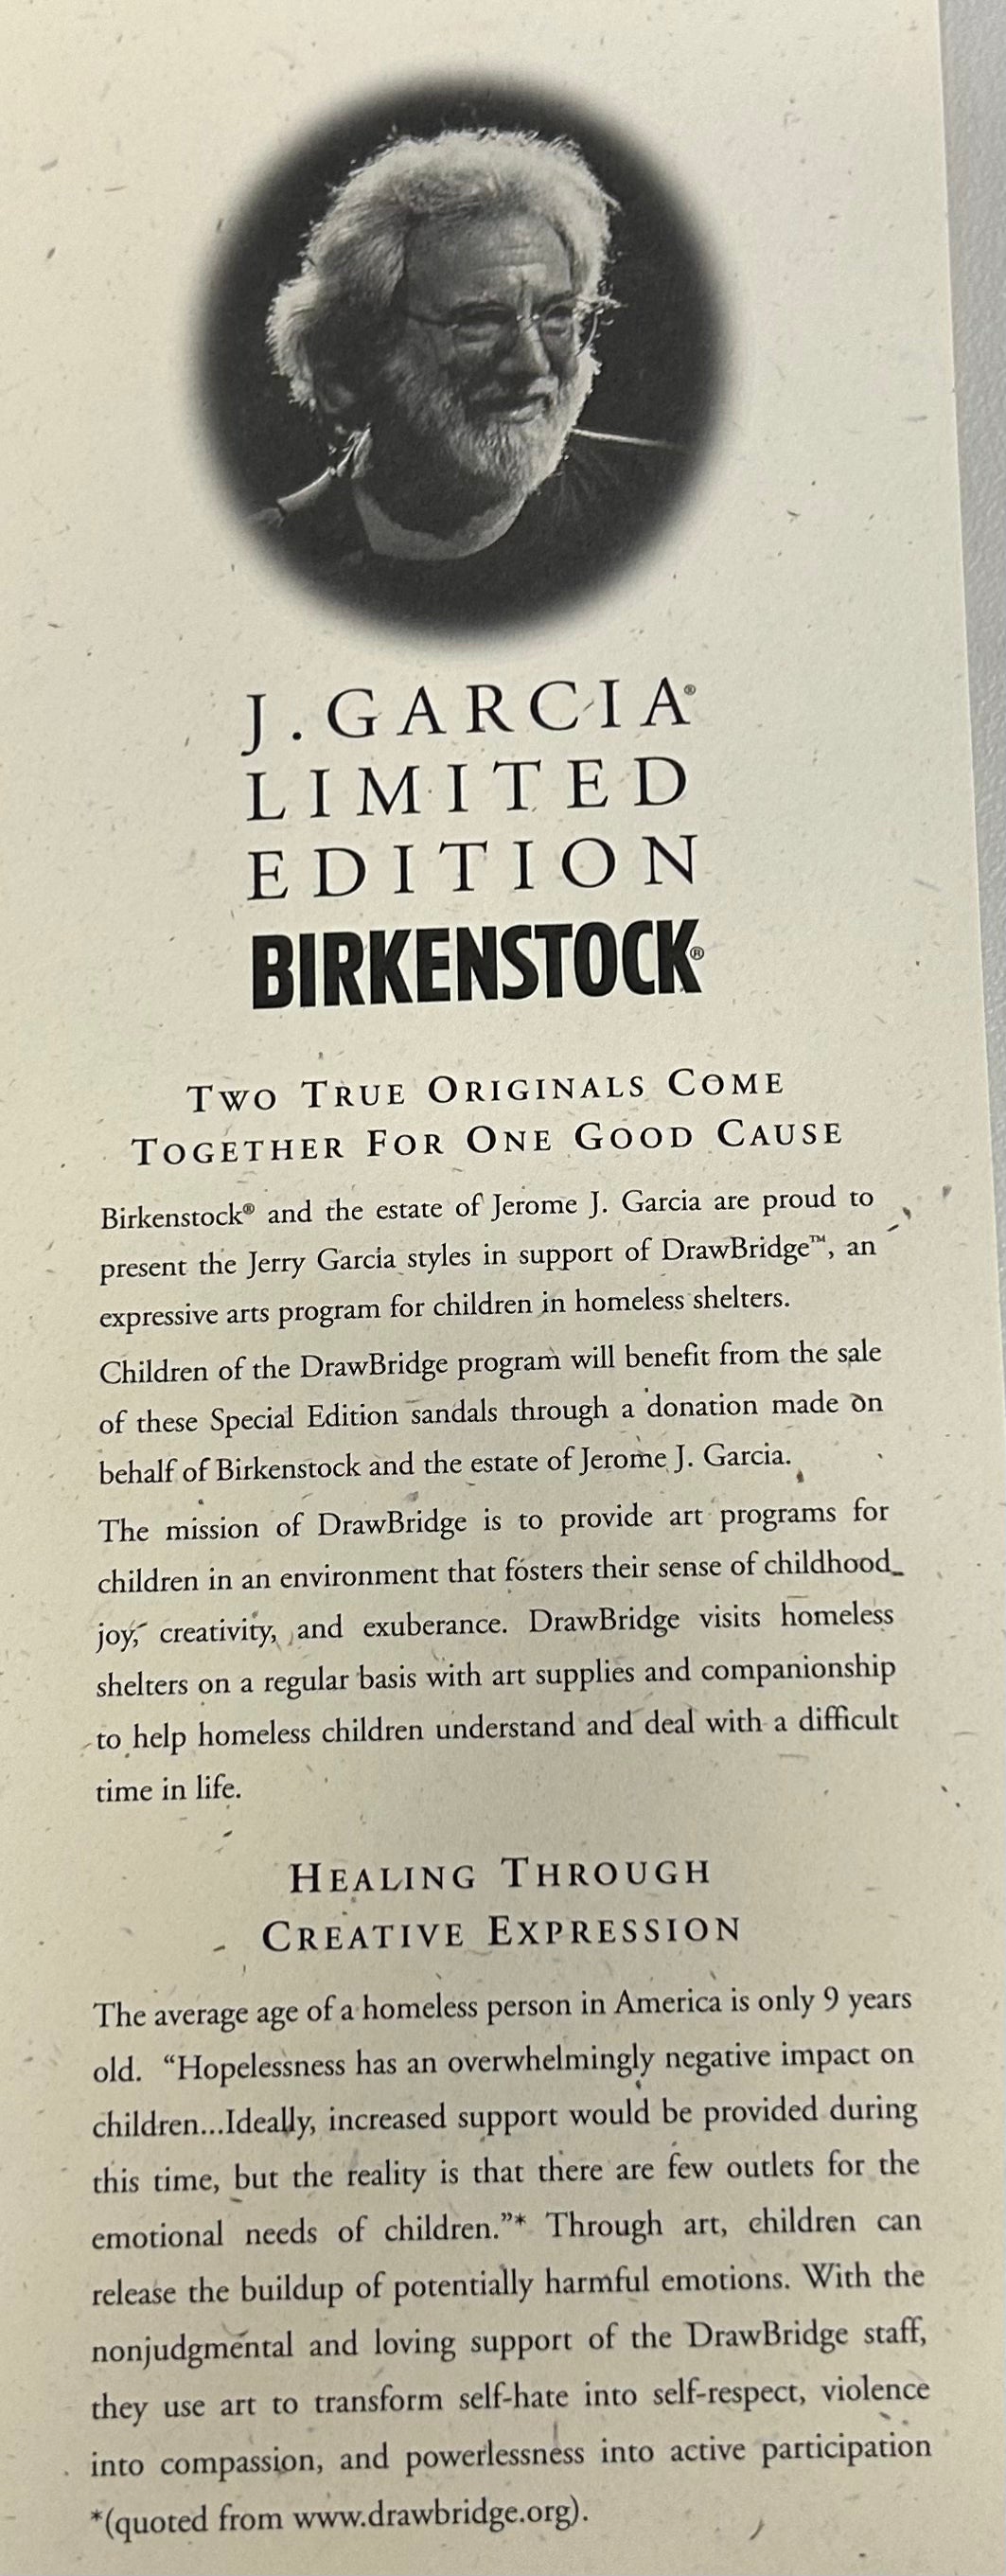 J.GARCIA®
LIMITED
EDITION
BIRKENSTOCK®
TWO TRUE ORIGINALS COME
TOGETHER FOR ONE GOOD CAUSE
Birkenstock® and the estate of Jerome J. Garcia are proud to
present the Jerry Garcia styles in support of DrawBridge™, an
expressive arts program for children in homeless shelters.
Children of the DrawBridge program will benefit from the sale
of these Special Edition sandals through a donation made on
behalf of Birkenstock and the estate of Jerome J. Garcia.
The mission of DrawBridge is to provide art programs for
children in an environment that fosters their sense of childhood
joy, creativity, and exuberance. DrawBridge visits homeless
shelters on a regular basis with art supplies and companionship
to help homeless children understand and deal with a difficult
time in life.
HEALING THROUGH
CREATIVE EXPRESSION
The average age of a homeless person in America is only 9 years
old. “Hopelessness has an overwhelmingly negative impact on
children...Ideally, increased support would be provided during
this time, but the reality is that there are few outlets for the
emotional needs of children.”* Through art, children can
release the buildup of potentially harmful emotions. With the
nonjudgmental and loving support of the DrawBridge staff,
they use art to transform self-hate into self-respect, violence
into compassion, and powerlessness into active participation
*(quoted from www.drawbridge.org).